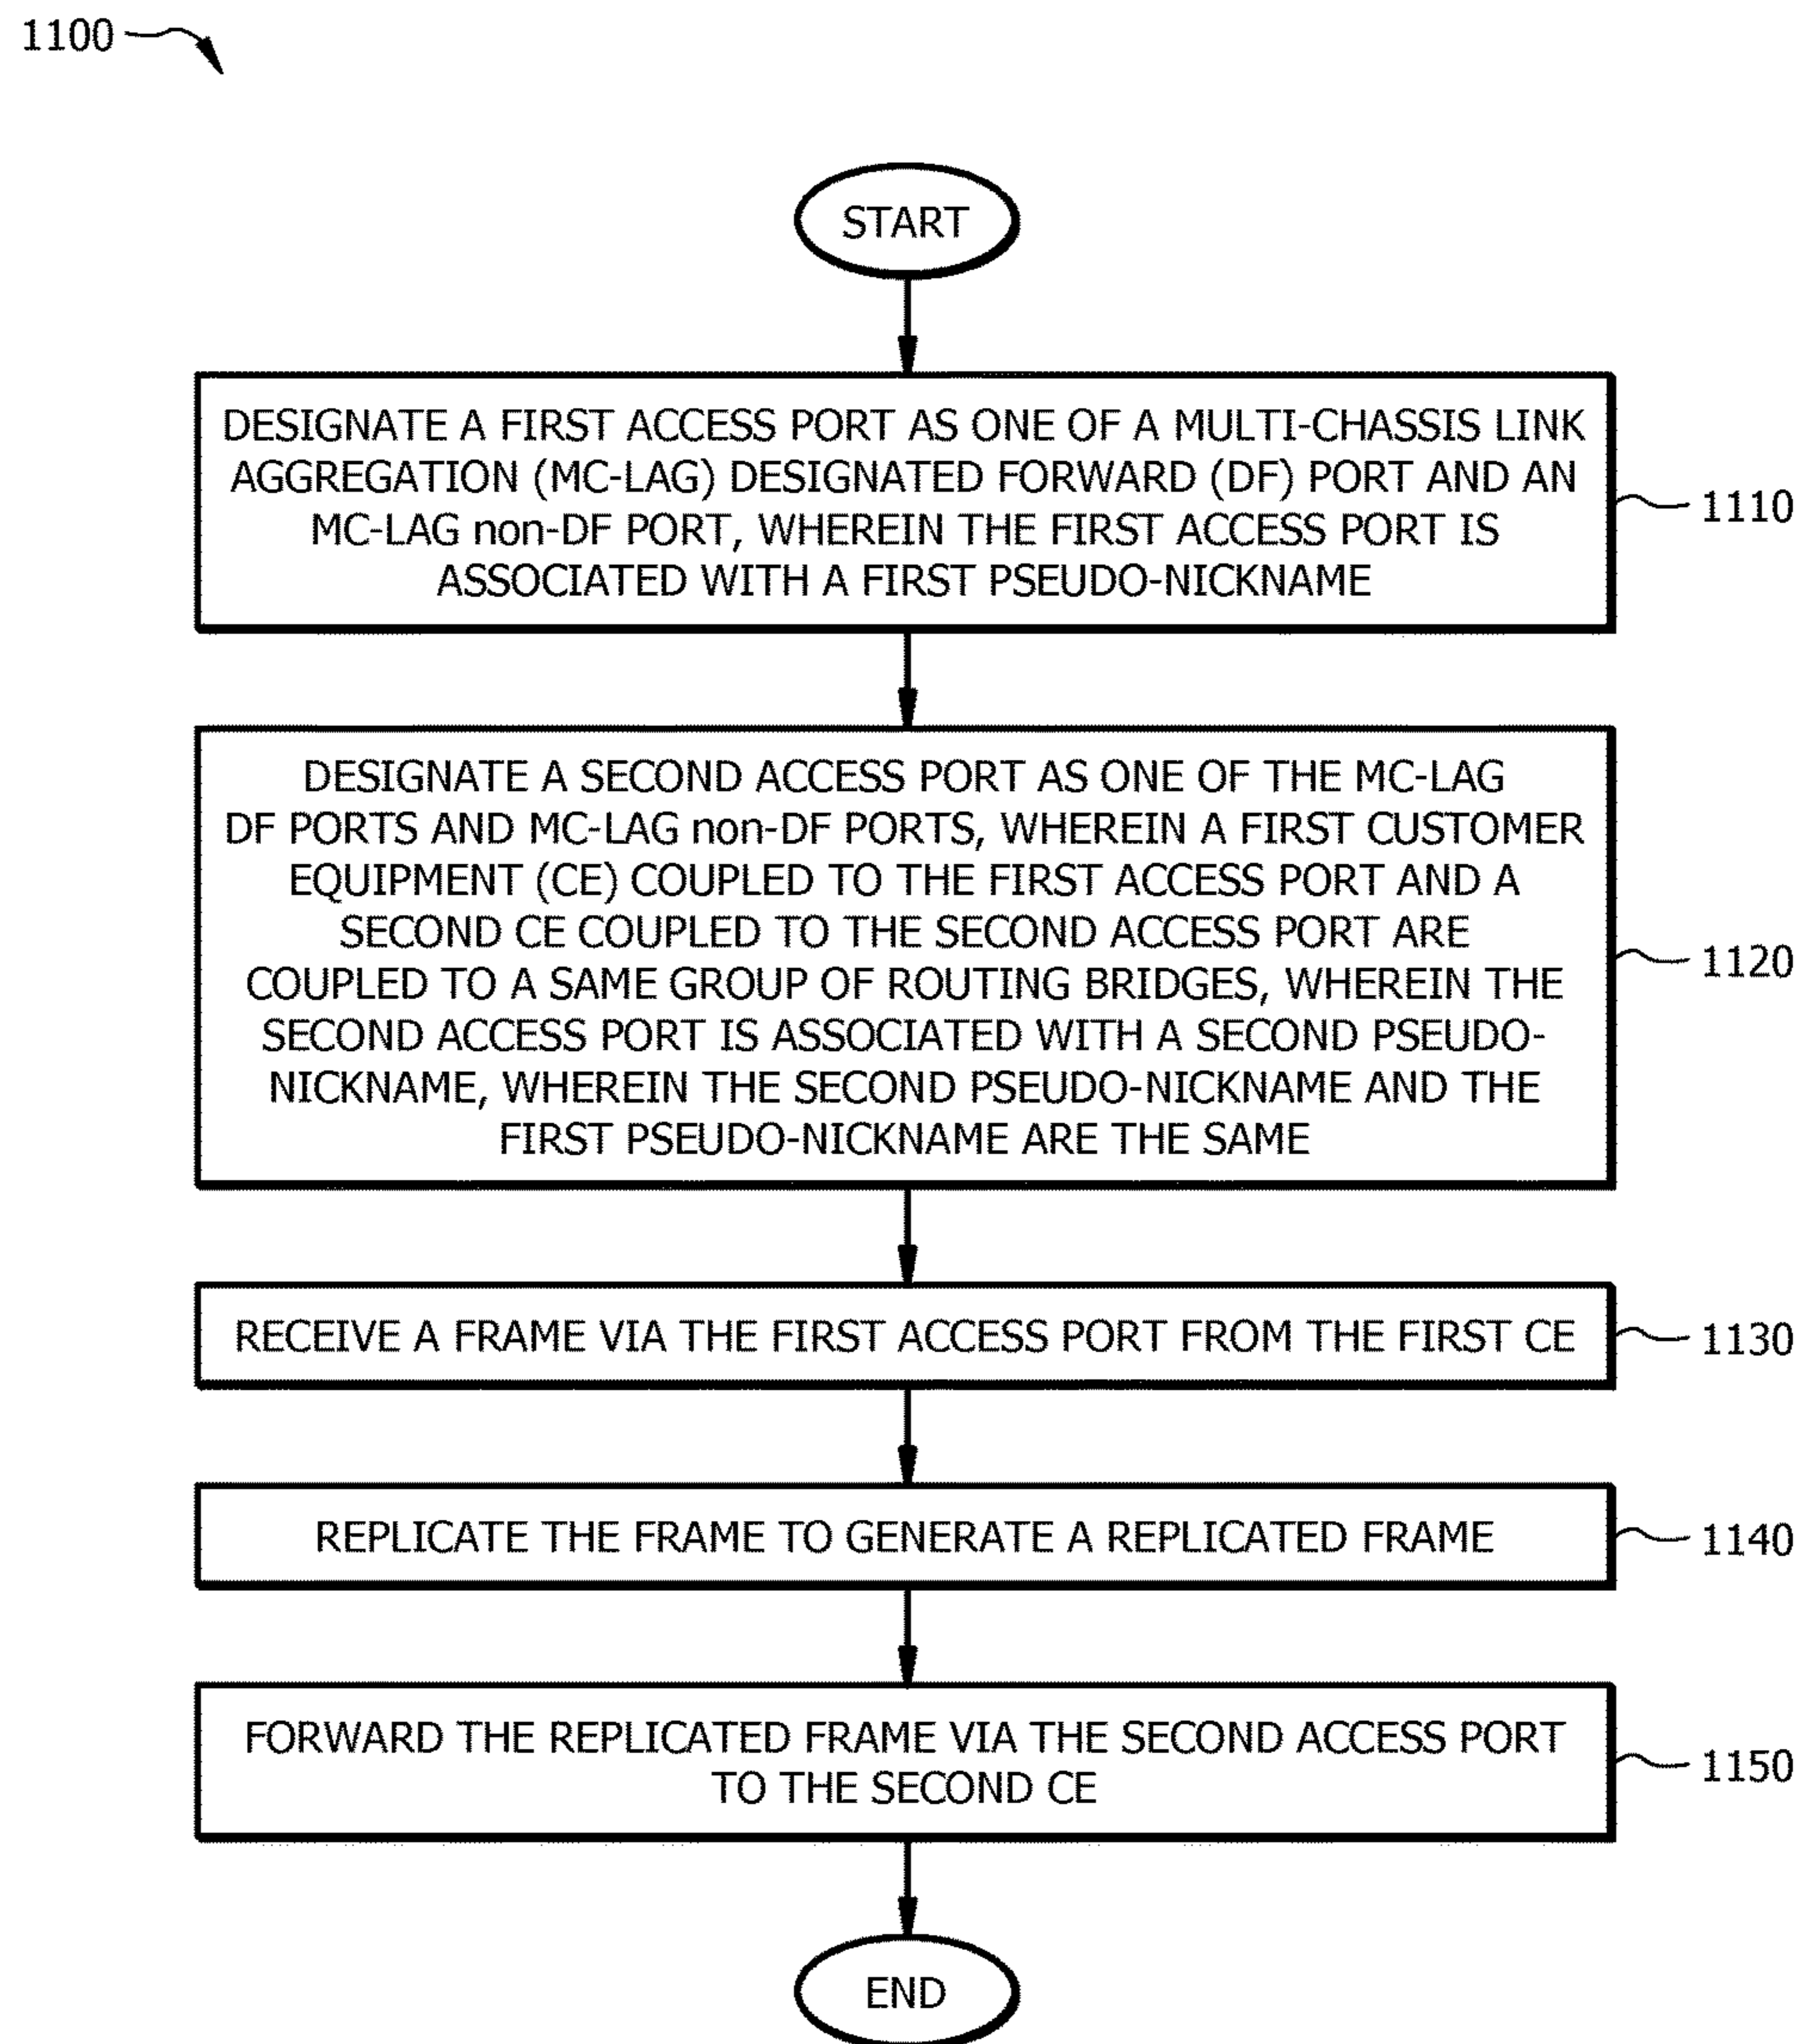 1100
START
DESIGNATE A FIRST ACCESS PORT AS ONE OF A MULTI-CHASSIS LINK
AGGREGATION (MC-LAG) DESIGNATED FORWARD (DF) PORT AND AN
MC-LAG non-DF PORT, WHEREIN THE FIRST ACCESS PORT IS
ASSOCIATED WITH A FIRST PSEUDO-NICKNAME
1110
DESIGNATE A SECOND ACCESS PORT AS ONE OF THE MC-LAG
DF PORTS AND MC-LAG non-DF PORTS, WHEREIN A FIRST CUSTOMER
EQUIPMENT (CE) COUPLED TO THE FIRST ACCESS PORT AND A
SECOND CE COUPLED TO THE SECOND ACCESS PORT ARE
COUPLED TO A SAME GROUP OF ROUTING BRIDGES, WHEREIN THE
SECOND ACCESS PORT IS ASSOCIATED WITH A SECOND PSEUDO-
NICKNAME, WHEREIN THE SECOND PSEUDO-NICKNAME AND THE
FIRST PSEUDO-NICKNAME ARE THE SAME
1120
RECEIVE A FRAME VIA THE FIRST ACCESS PORT FROM THE FIRST CE
1130
REPLICATE THE FRAME TO GENERATE A REPLICATED FRAME
1140
FORWARD THE REPLICATED FRAME VIA THE SECOND ACCESS PORT
TO THE SECOND CE
1150
END